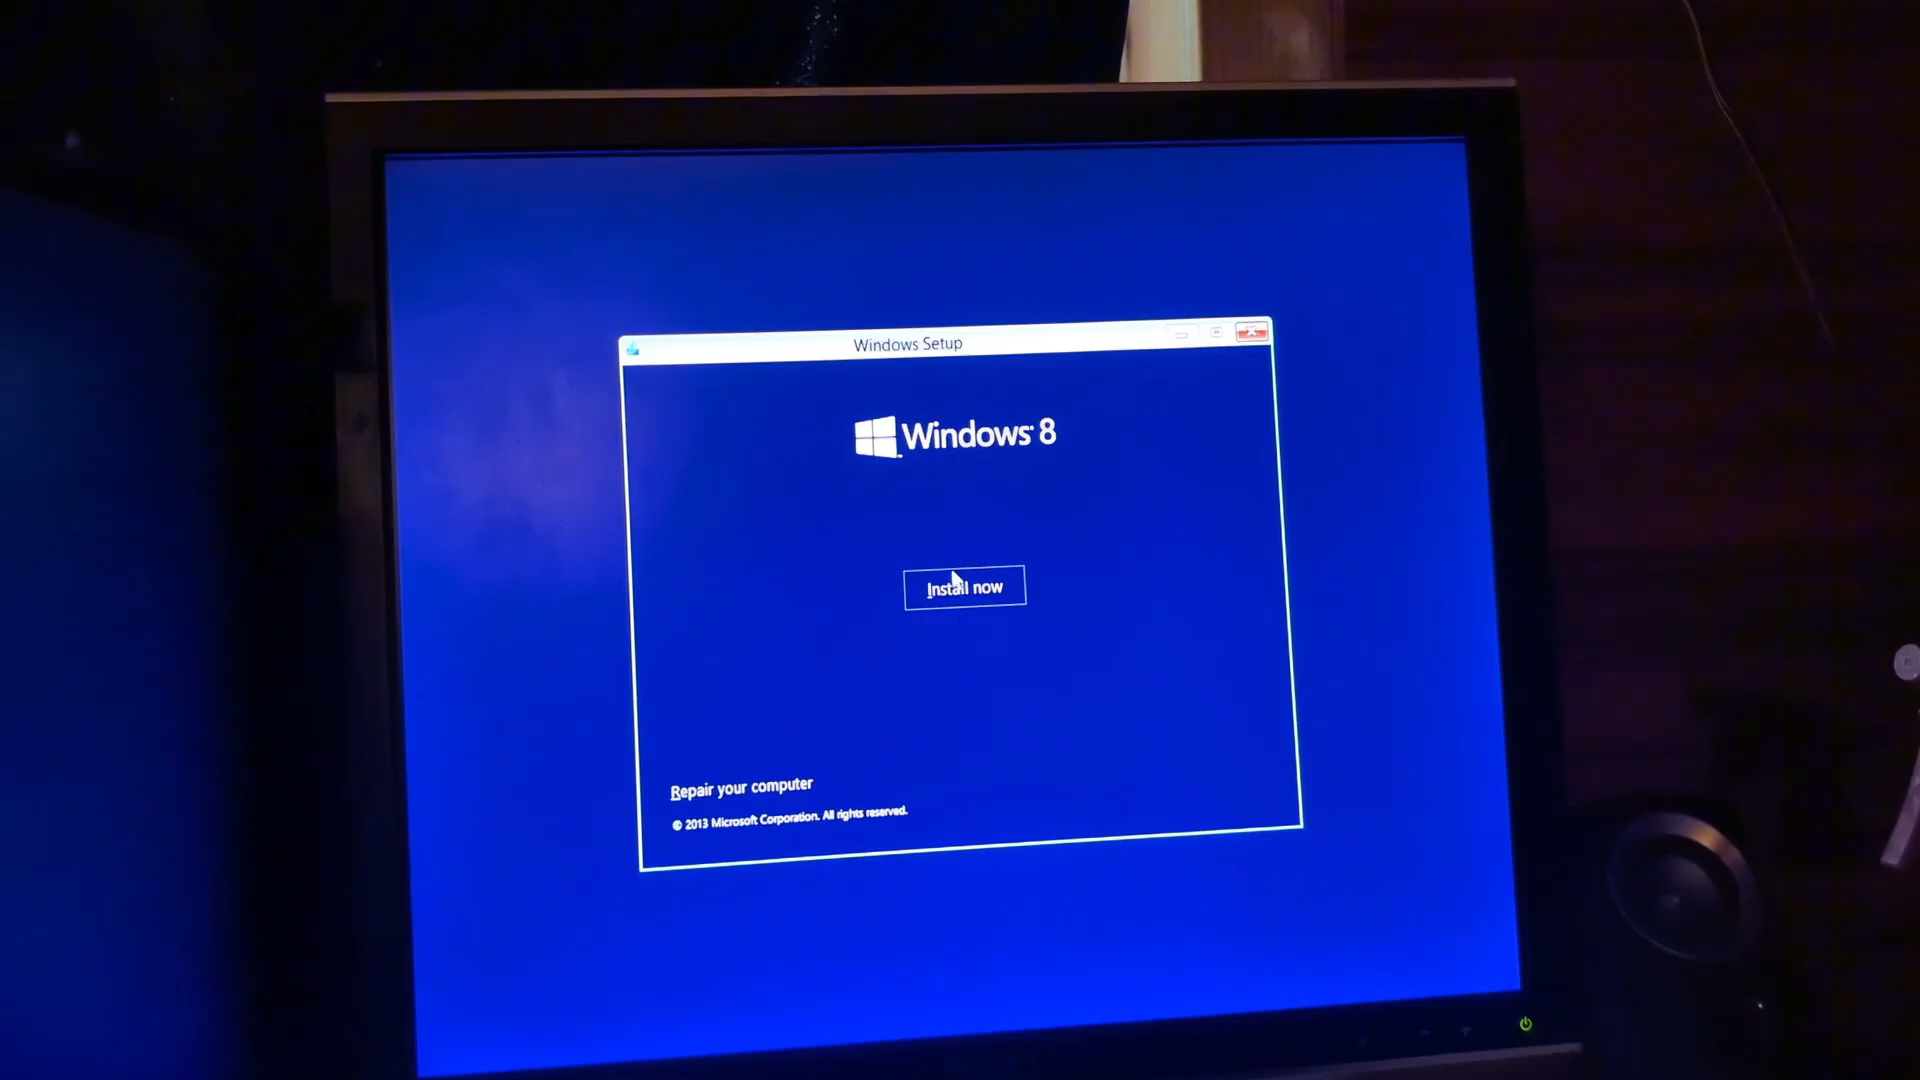 Windows Setup
Windows 8
Install now
Repair your computer
© 2013 Microsoft Corporation. All rights reserved.